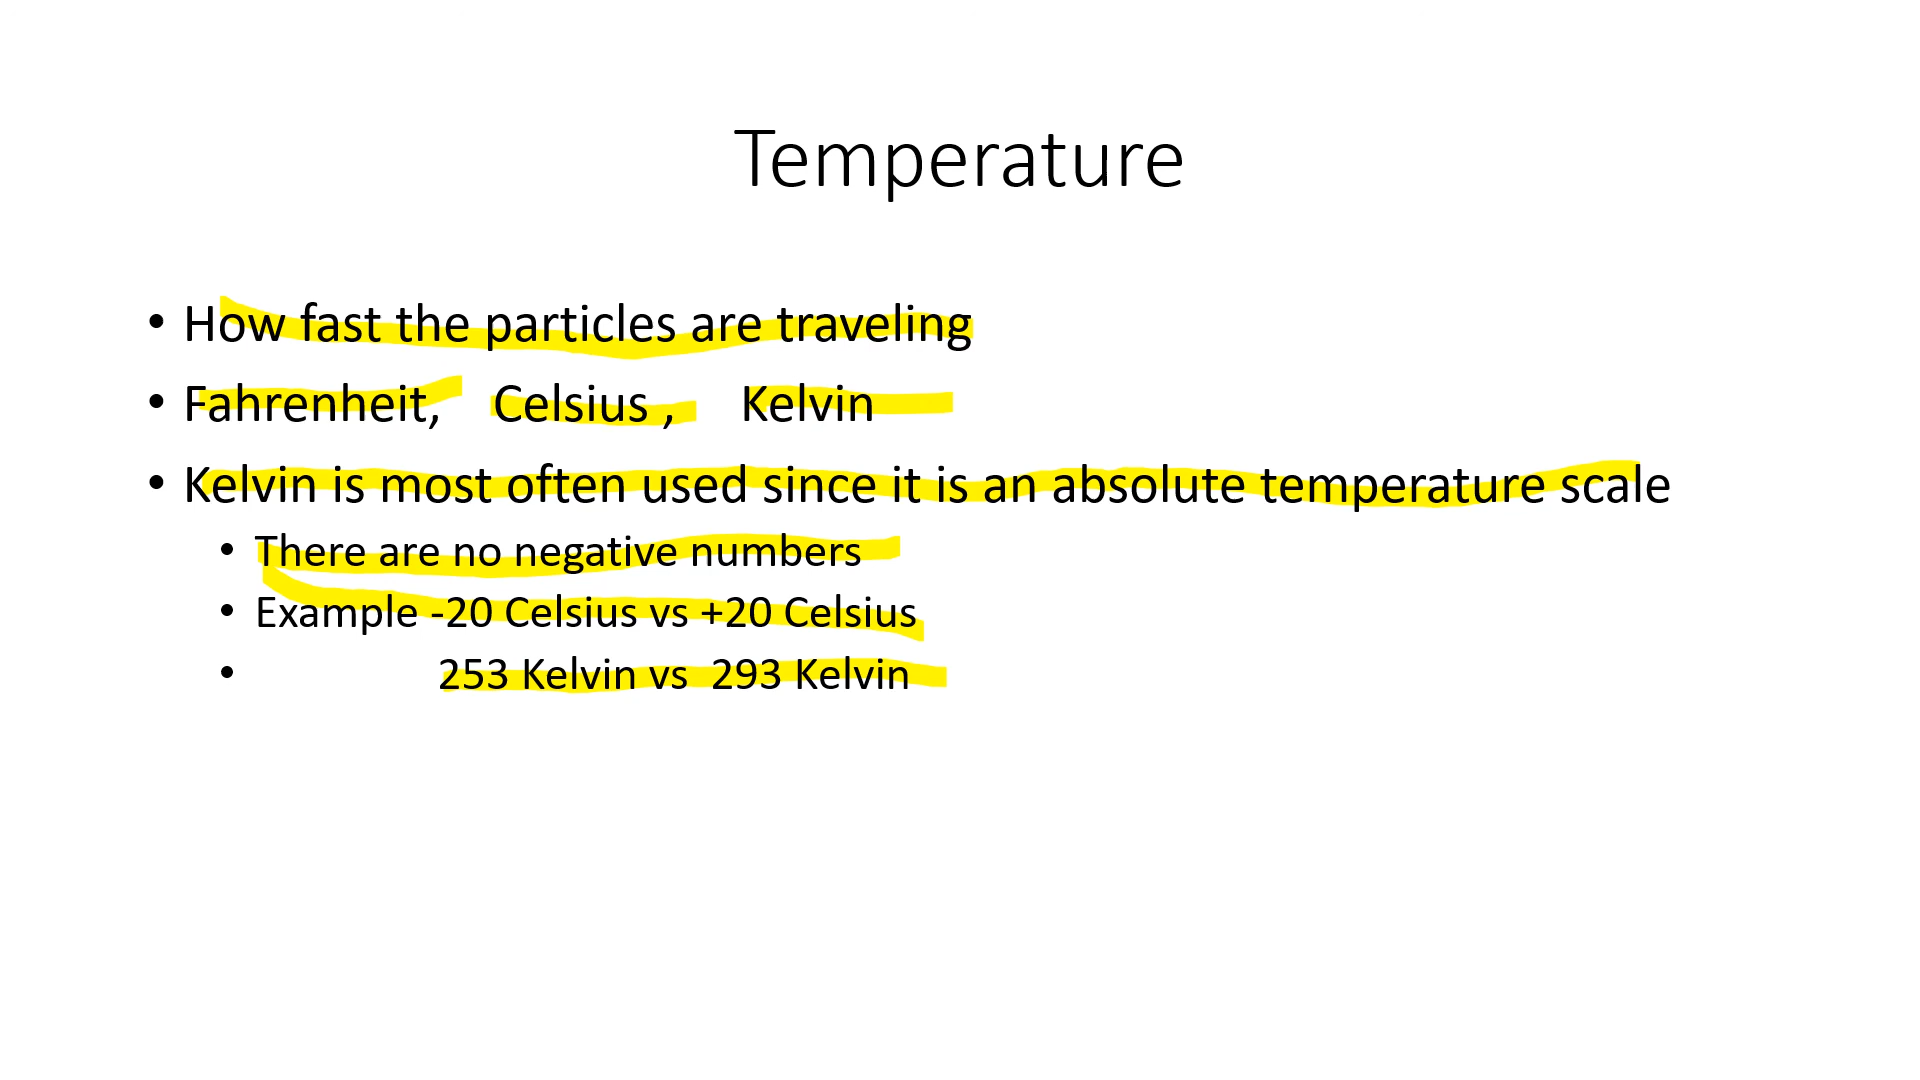 Temperature
• How fast the particles are traveling
• Fahrenheit, Celsius , Kelvin
• Kelvin is most often used since it is an absolute temperature scale
• There are no negative numbers
• Example -20 Celsius vs +20 Celsius
• 253 Kelvin vs 293 Kelvin